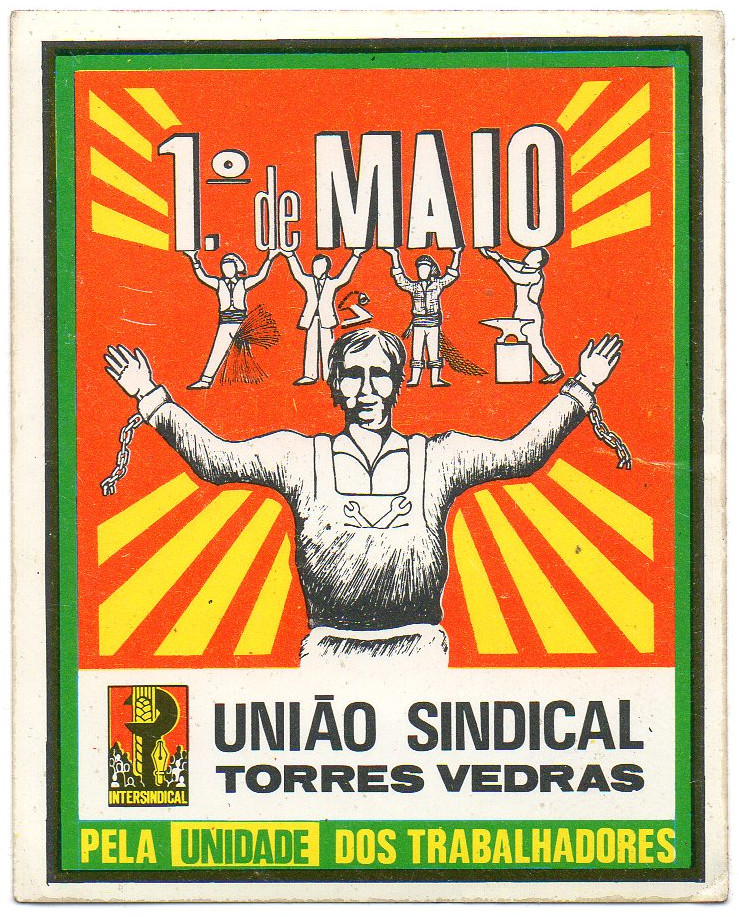 1.º de MAIO
UNIÃO SINDICAL
TORRES VEDRAS
INTERSINDICAL
PELA UNIDADE DOS TRABALHADORES